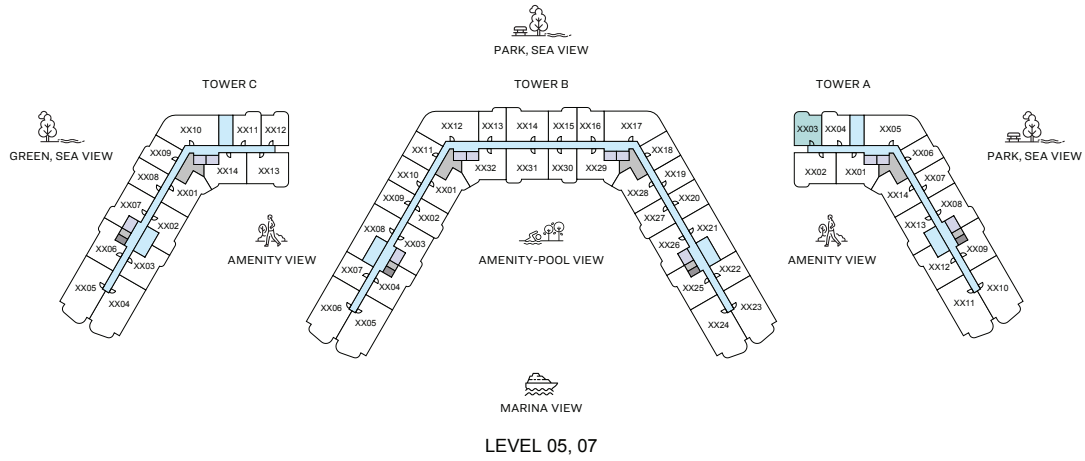 PARK, SEA VIEW
TOWER C
TOWER B
TOWER A
GREEN, SEA VIEW
PARK, SEA VIEW
XX10
XX11
XX12
XX09
XX08
XX07
XX06
XX05
XX04
XX03
XX02
XX01
XX14
XX13
AMENITY VIEW
XX12
XX13
XX14
XX15
XX16
XX17
XX11
XX10
XX09
XX08
XX07
XX06
XX05
XX04
XX03
XX02
XX01
XX32
XX31
XX30
XX29
XX18
XX28
XX19
XX27
XX20
XX26
XX21
XX25
XX22
XX24
XX23
AMENITY-POOL VIEW
XX03
XX04
XX05
XX02
XX01
XX06
XX14
XX07
XX13
XX08
XX12
XX09
XX11
XX10
AMENITY VIEW
MARINA VIEW
LEVEL 05, 07